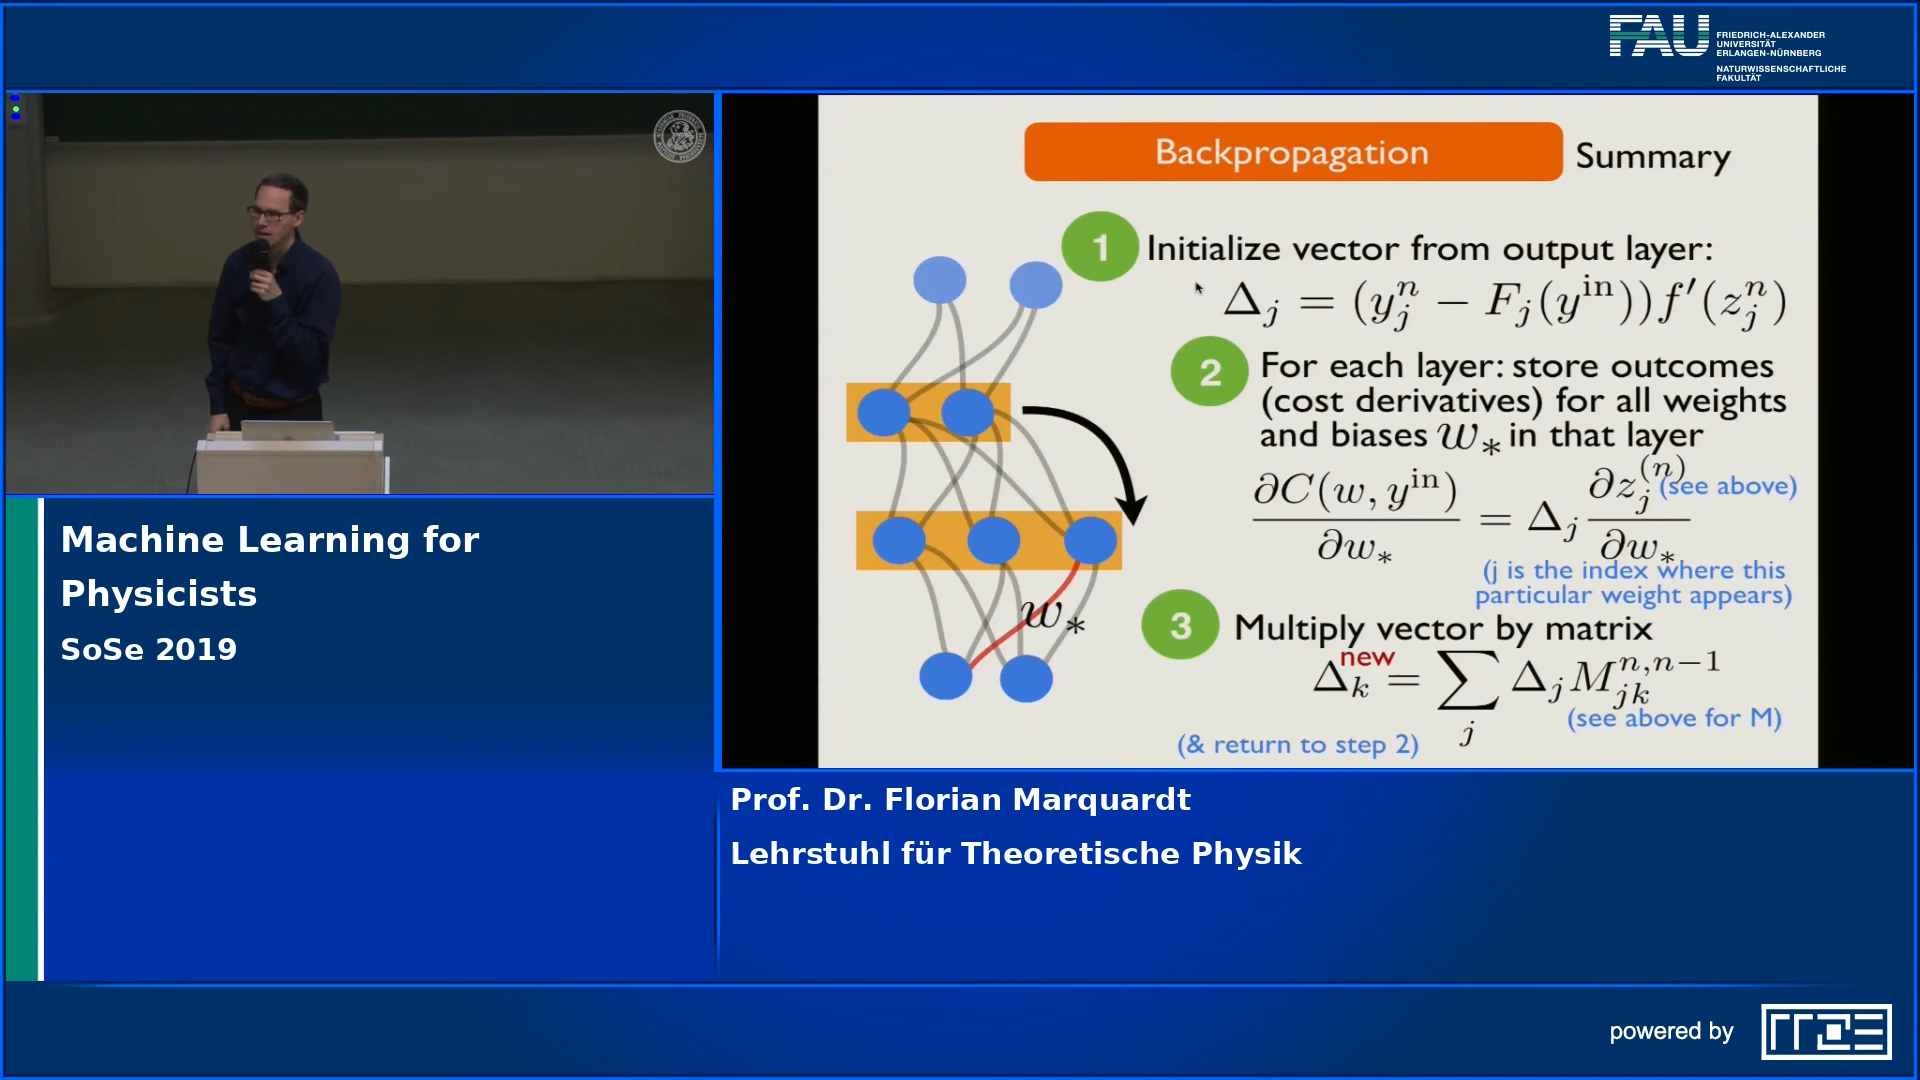 FAU
FRIEDRICH-ALEXANDER
UNIVERSITÄT
ERLANGEN-NÜRNBERG
NATURWISSENSCHAFTLICHE
FAKULTÄT
Backpropagation Summary
1 Initialize vector from output layer:
Δ_j = (y_j^n − F_j(y^in)) f′(z_j^n)
2 For each layer: store outcomes
(cost derivatives) for all weights
and biases w_* in that layer
∂C(w, y^in)/∂w_* = Δ_j ∂z_j^(n)/∂w_* (see above)
(j is the index where this
particular weight appears)
w_*
3 Multiply vector by matrix
Δ_k^new = ∑_j Δ_j M_jk^{n,n−1}
(see above for M)
(& return to step 2)
Machine Learning for
Physicists
SoSe 2019
Prof. Dr. Florian Marquardt
Lehrstuhl für Theoretische Physik
powered by